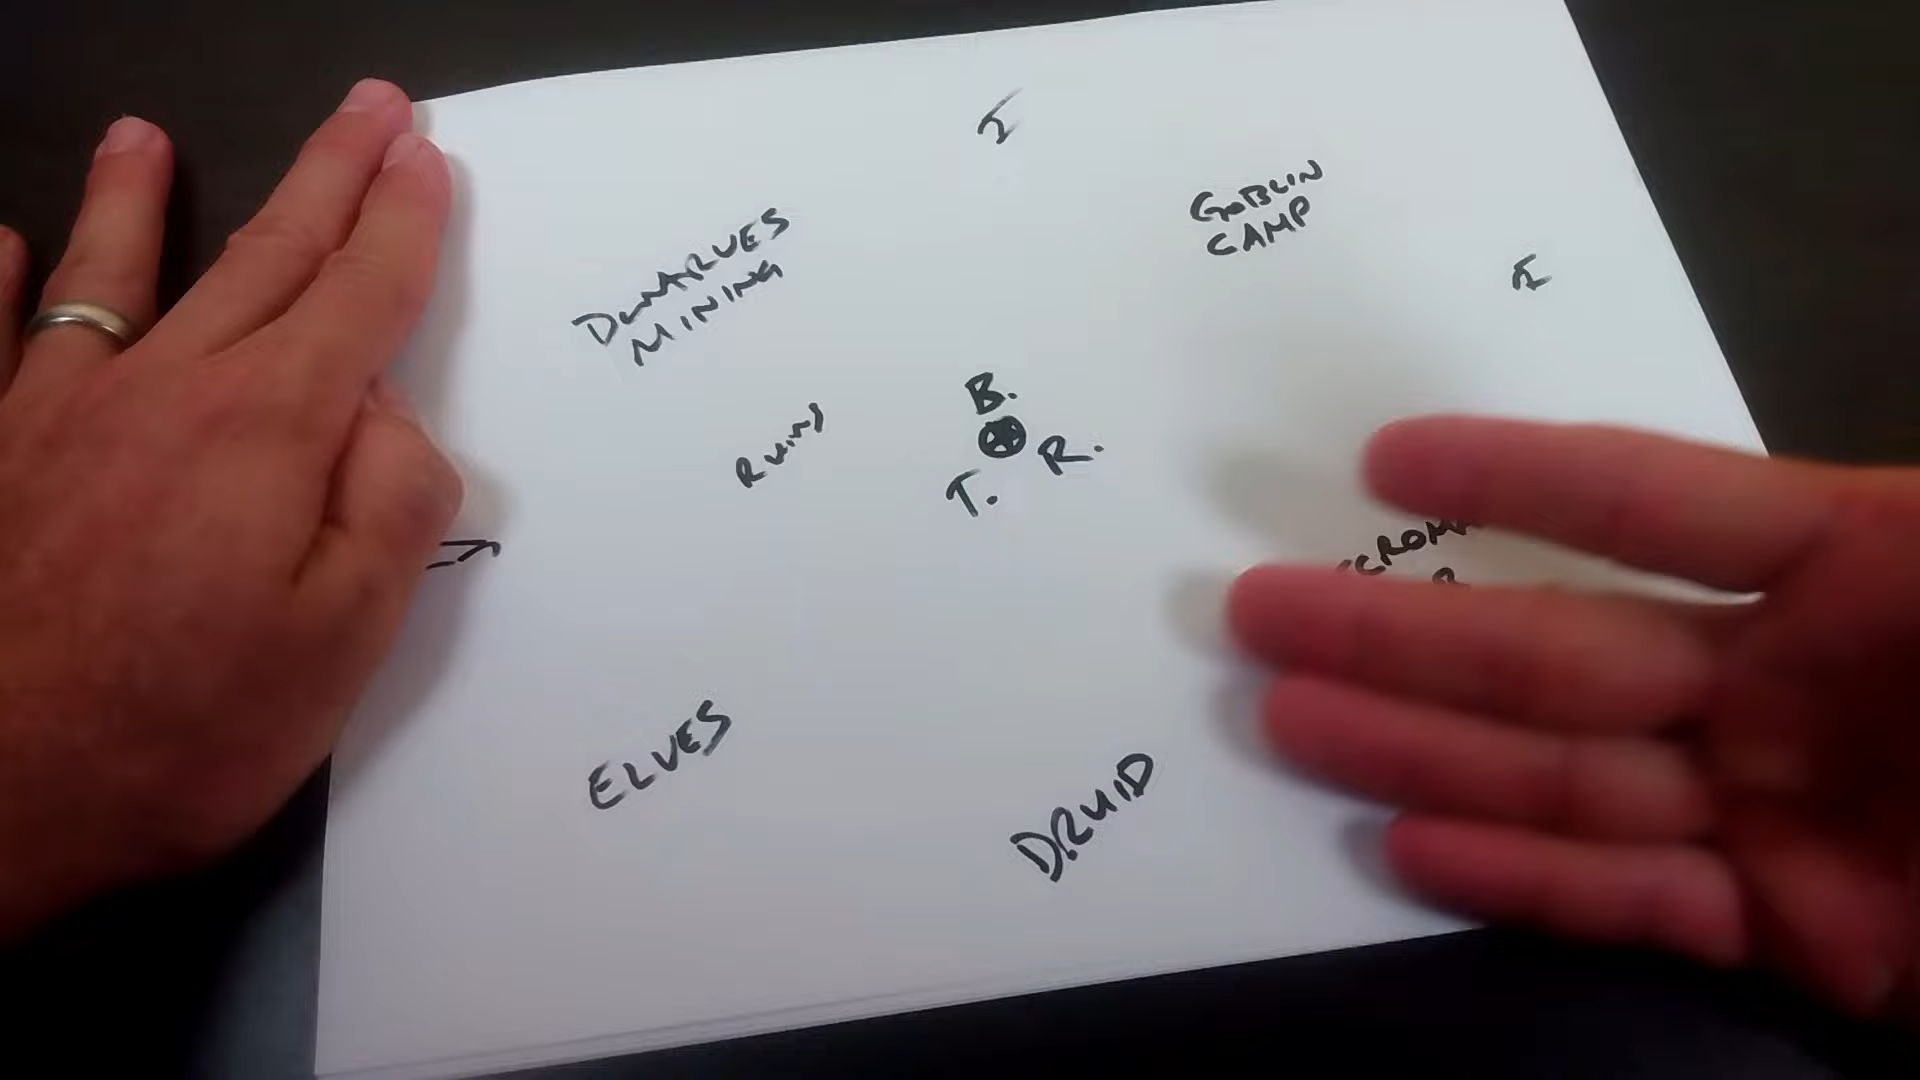 I
GOBLIN
CAMP
DWARVES
MINING
I
B.
RUINS
R.
T.
ELVES
DRUID